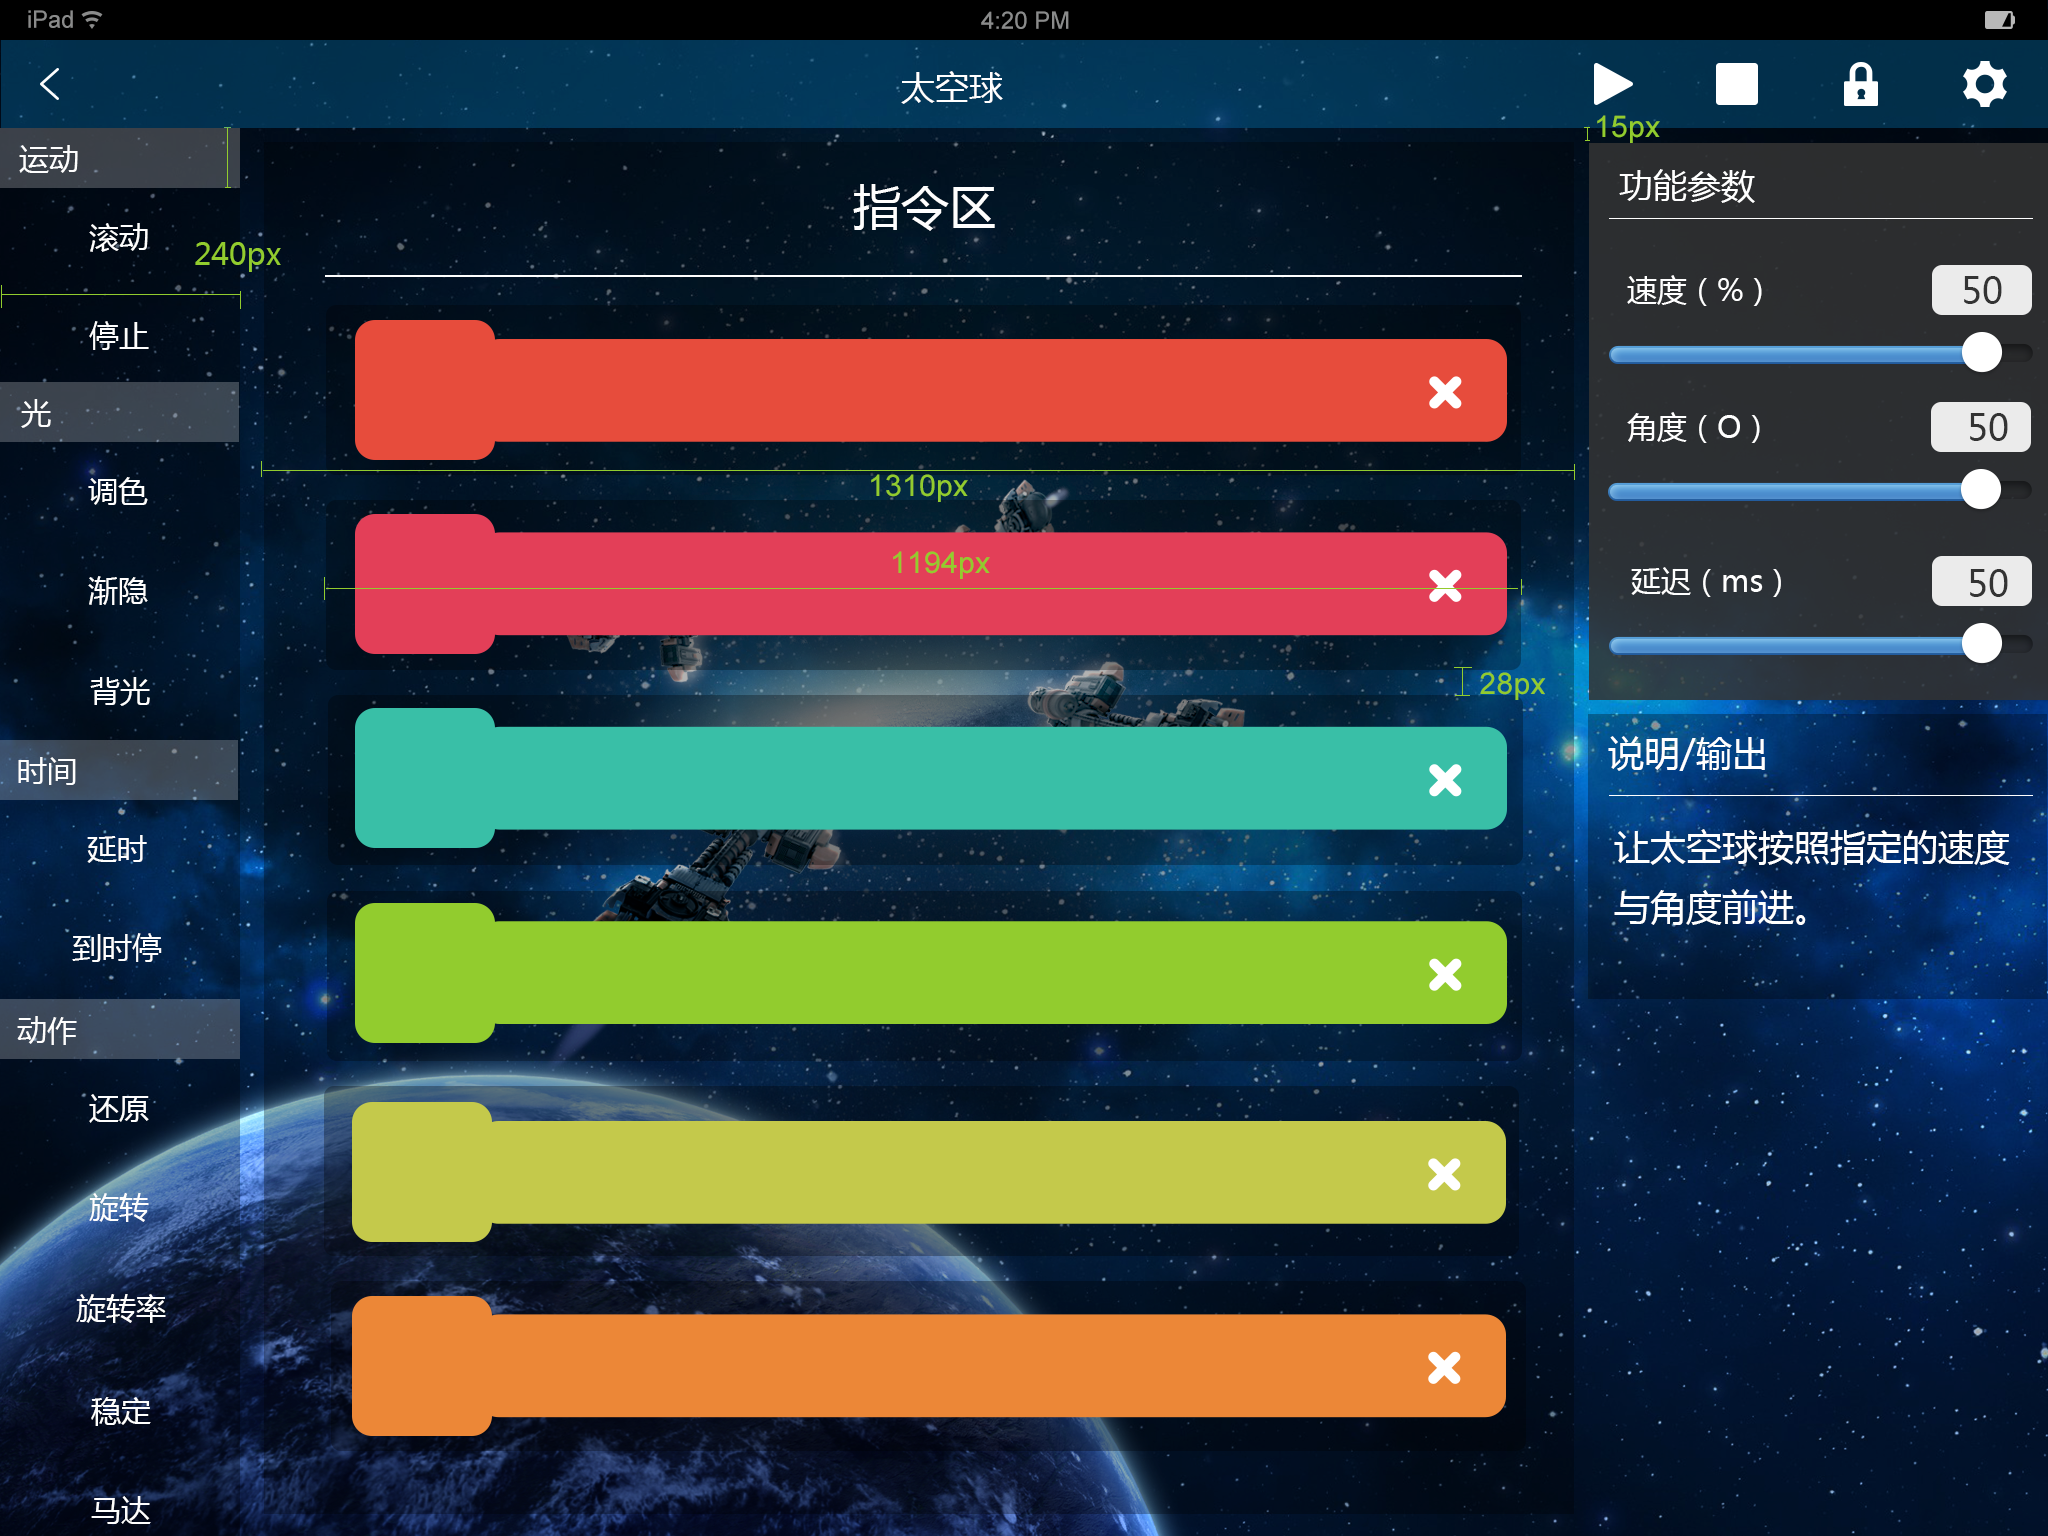 iPad
4:20 PM
太空球
15px
运动
滚动
240px
停止
光
调色
渐隐
背光
时间
延时
到时停
动作
还原
旋转
旋转率
稳定
马达
指令区
1310px
1194px
28px
功能参数
速度(%) 50
角度(O) 50
延迟(ms) 50
说明/输出
让太空球按照指定的速度
与角度前进。